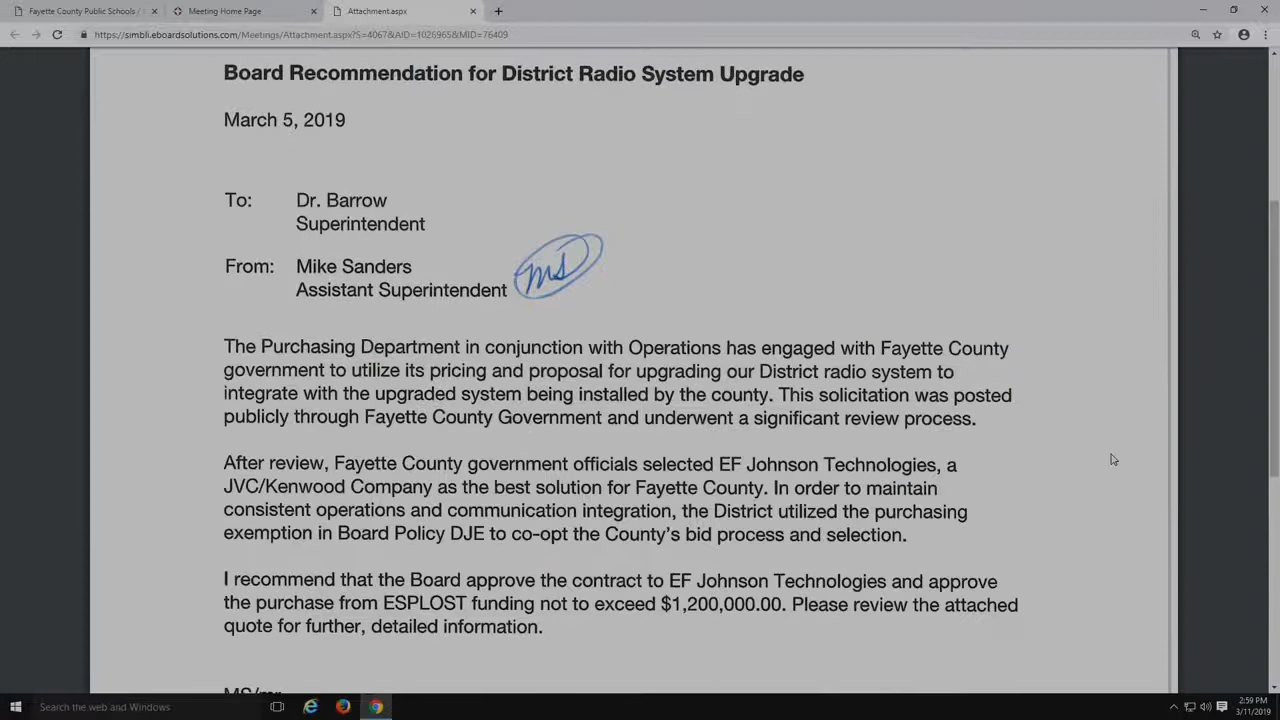 Fayette County Public Schools /
Meeting Home Page
Attachment.aspx
https://simbli.eboardsolutions.com/Meetings/Attachment.aspx?S=4067&AID=1026965&MID=76409
Board Recommendation for District Radio System Upgrade
March 5, 2019
To: Dr. Barrow
Superintendent
From: Mike Sanders
Assistant Superintendent
MS
The Purchasing Department in conjunction with Operations has engaged with Fayette County
government to utilize its pricing and proposal for upgrading our District radio system to
integrate with the upgraded system being installed by the county. This solicitation was posted
publicly through Fayette County Government and underwent a significant review process.
After review, Fayette County government officials selected EF Johnson Technologies, a
JVC/Kenwood Company as the best solution for Fayette County. In order to maintain
consistent operations and communication integration, the District utilized the purchasing
exemption in Board Policy DJE to co-opt the County's bid process and selection.
I recommend that the Board approve the contract to EF Johnson Technologies and approve
the purchase from ESPLOST funding not to exceed $1,200,000.00. Please review the attached
quote for further, detailed information.
MS/mr
Search the web and Windows
2:59 PM
3/11/2019